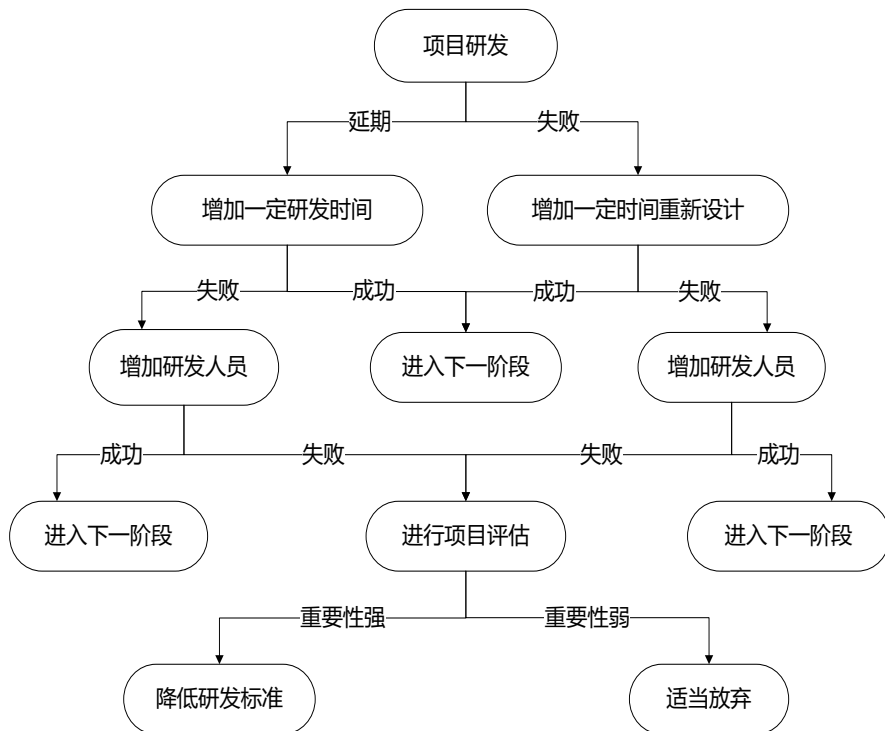 项目研发
延期
失败
增加一定研发时间
增加一定时间重新设计
失败
成功
成功
失败
增加研发人员
进入下一阶段
增加研发人员
成功
失败
失败
成功
进入下一阶段
进行项目评估
进入下一阶段
重要性强
重要性弱
降低研发标准
适当放弃